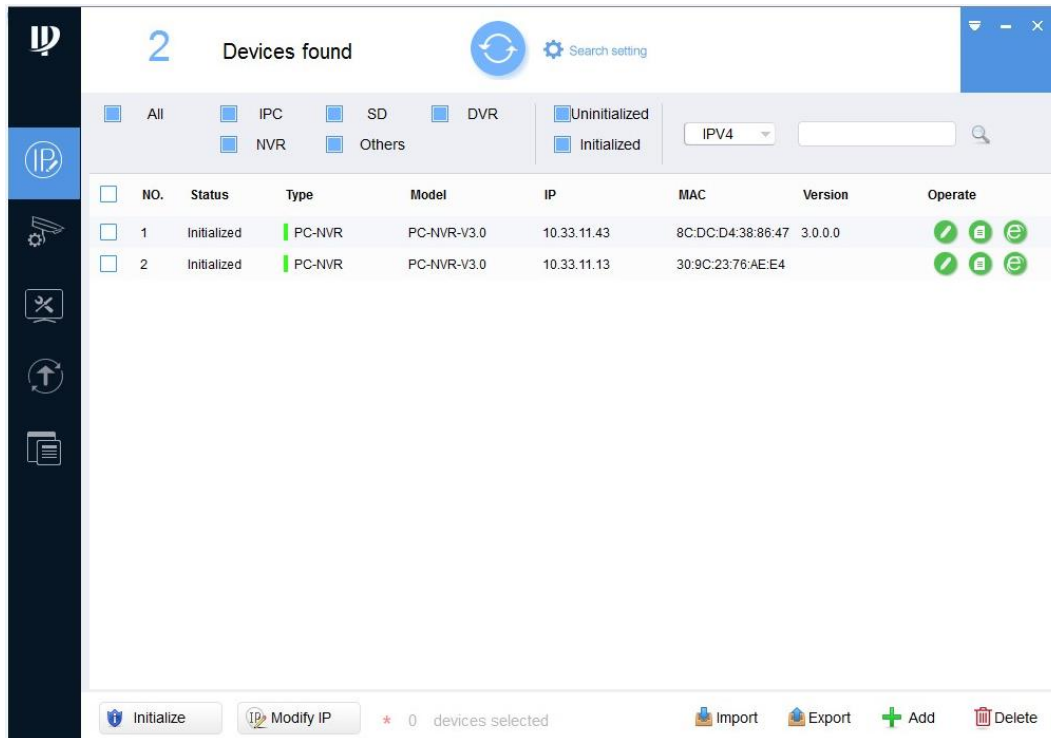 2 Devices found Search setting
All IPC SD DVR Uninitialized
NVR Others Initialized IPV4
NO. Status Type Model IP MAC Version Operate
1 Initialized PC-NVR PC-NVR-V3.0 10.33.11.43 8C:DC:D4:38:86:47 3.0.0.0
2 Initialized PC-NVR PC-NVR-V3.0 10.33.11.13 30:9C:23:76:AE:E4
Initialize IP Modify IP * 0 devices selected Import Export Add Delete